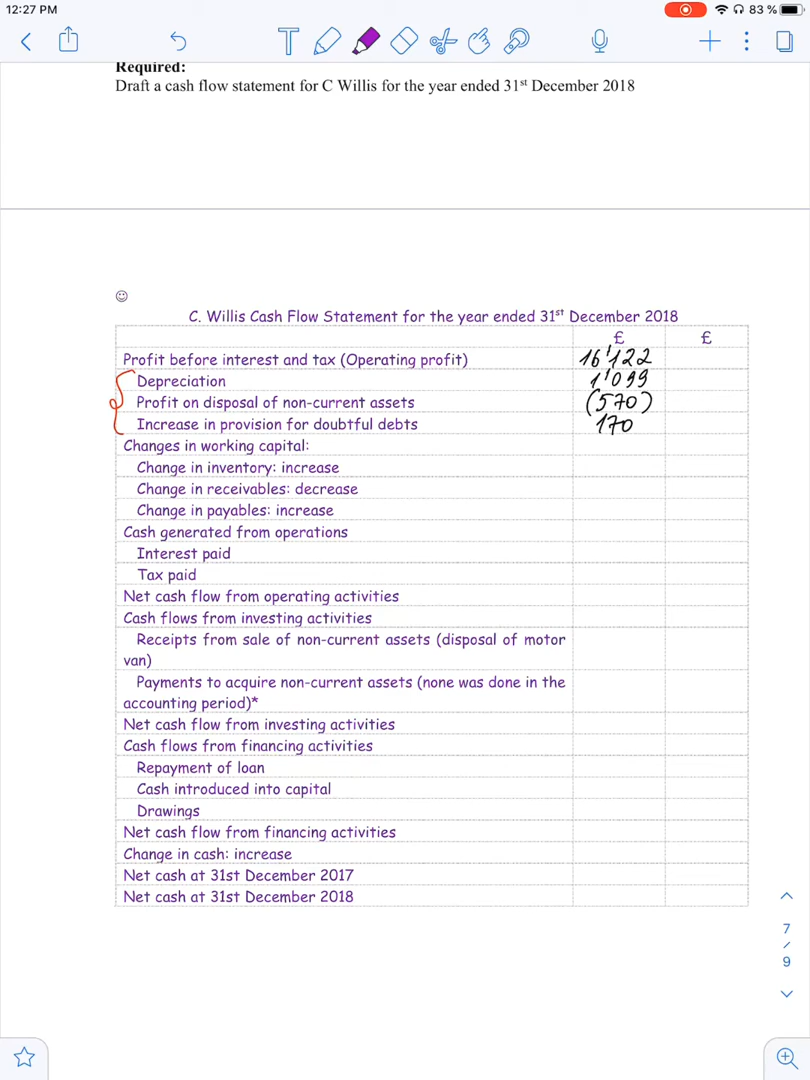 12:27 PM
83 %
T
Required:
Draft a cash flow statement for C Willis for the year ended 31st December 2018
C. Willis Cash Flow Statement for the year ended 31st December 2018
£ £
Profit before interest and tax (Operating profit) 16'122
Depreciation 1'099
Profit on disposal of non-current assets (570)
Increase in provision for doubtful debts 170
Changes in working capital:
Change in inventory: increase
Change in receivables: decrease
Change in payables: increase
Cash generated from operations
Interest paid
Tax paid
Net cash flow from operating activities
Cash flows from investing activities
Receipts from sale of non-current assets (disposal of motor
van)
Payments to acquire non-current assets (none was done in the
accounting period)*
Net cash flow from investing activities
Cash flows from financing activities
Repayment of loan
Cash introduced into capital
Drawings
Net cash flow from financing activities
Change in cash: increase
Net cash at 31st December 2017
Net cash at 31st December 2018
7
/
9